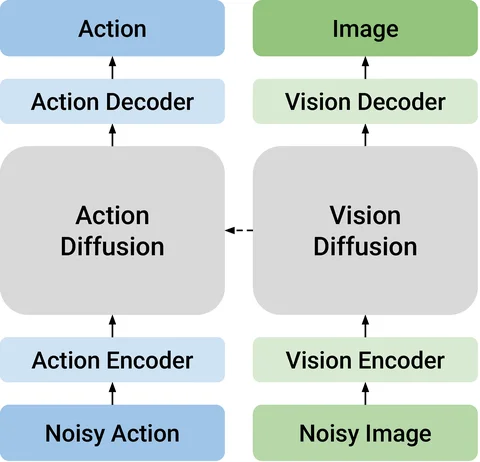 Action
Image
Action Decoder
Vision Decoder
Action
Diffusion
Vision
Diffusion
Action Encoder
Vision Encoder
Noisy Action
Noisy Image